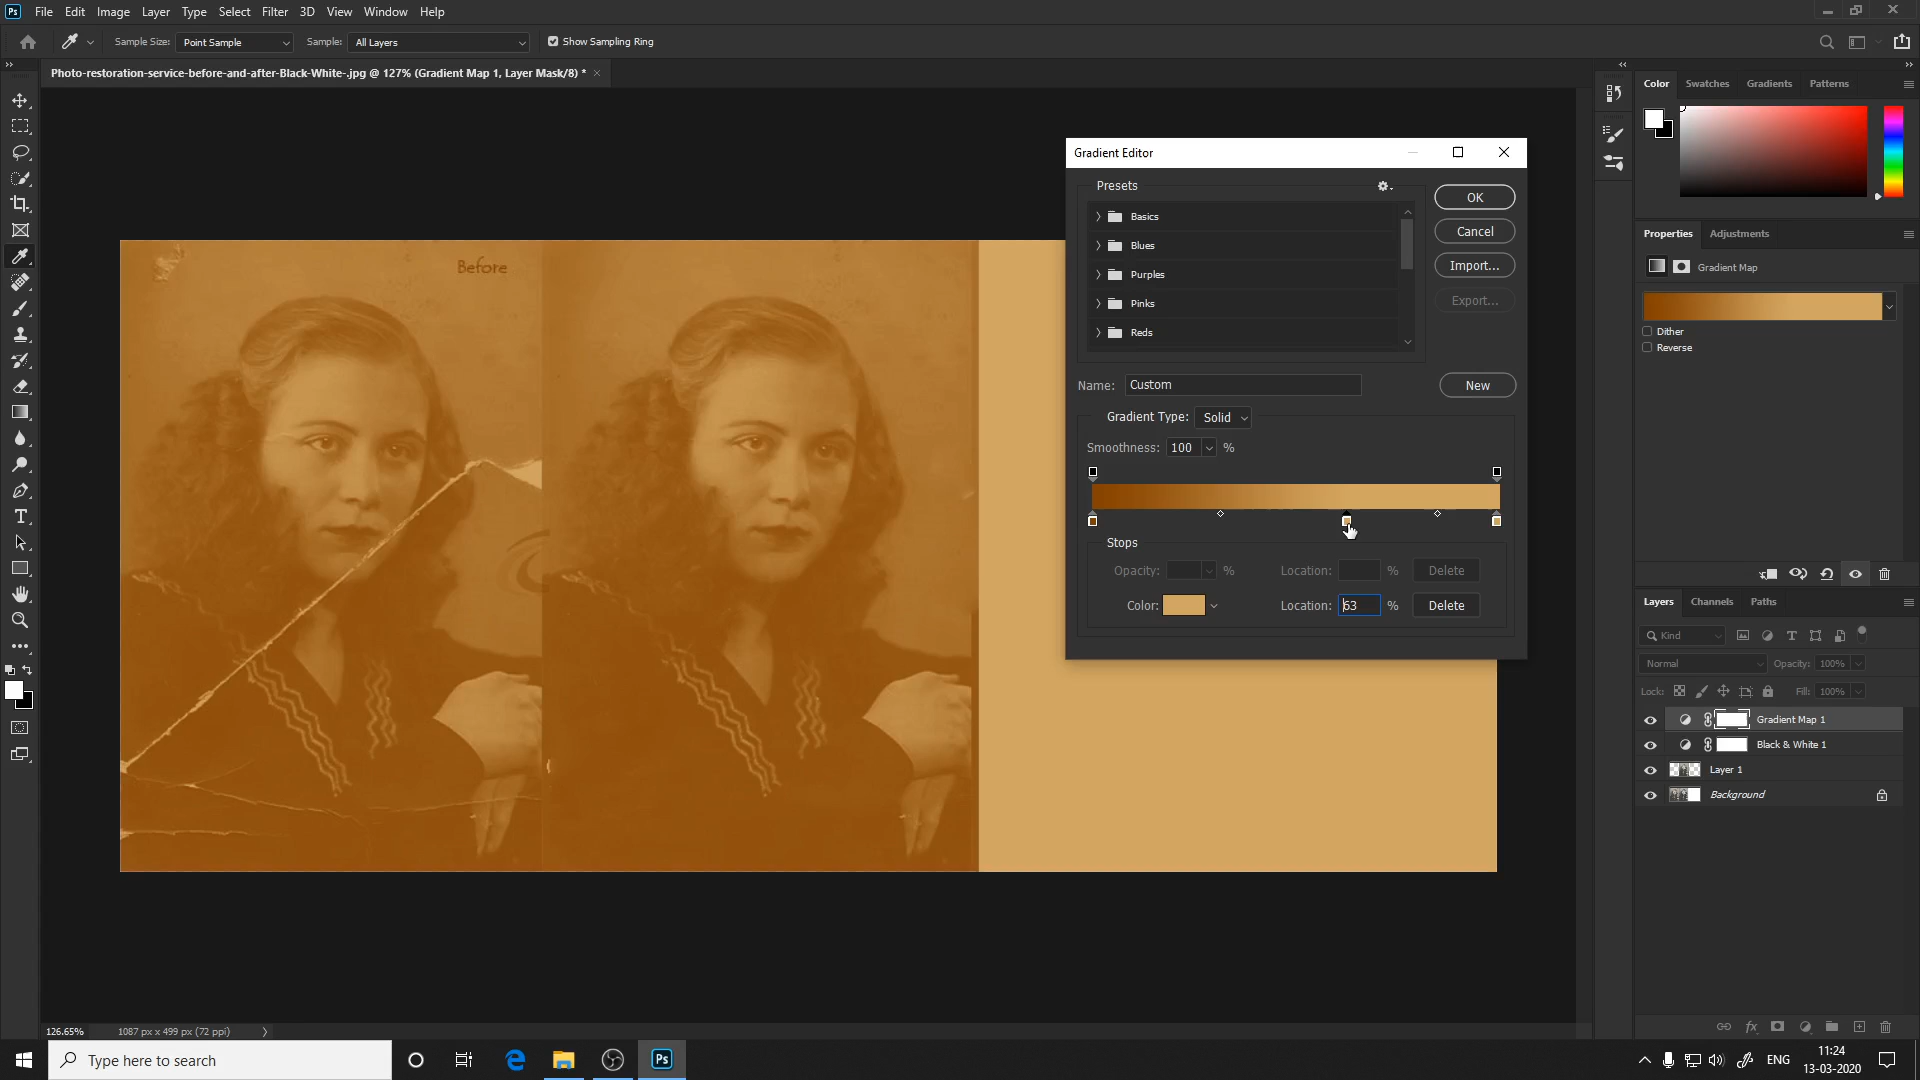 Ps File Edit Image Layer Type Select Filter 3D View Window Help
Sample Size: Point Sample Sample: All Layers Show Sampling Ring
Photo-restoration-service-before-and-after-Black-White-.jpg @ 127% (Gradient Map 1, Layer Mask/8) *
Before
Gradient Editor
Presets
Basics
Blues
Purples
Pinks
Reds
OK
Cancel
Import...
Export...
Name: Custom
New
Gradient Type: Solid
Smoothness: 100 %
Stops
Opacity: % Location: % Delete
Color: Location: 63 % Delete
Color Swatches Gradients Patterns
Properties Adjustments
Gradient Map
Dither
Reverse
Layers Channels Paths
Kind
Normal Opacity: 100%
Lock: Fill: 100%
Gradient Map 1
Black & White 1
Layer 1
Background
126.65% 1087 px x 499 px (72 ppi)
Type here to search
Ps
ENG
11:24
13-03-2020